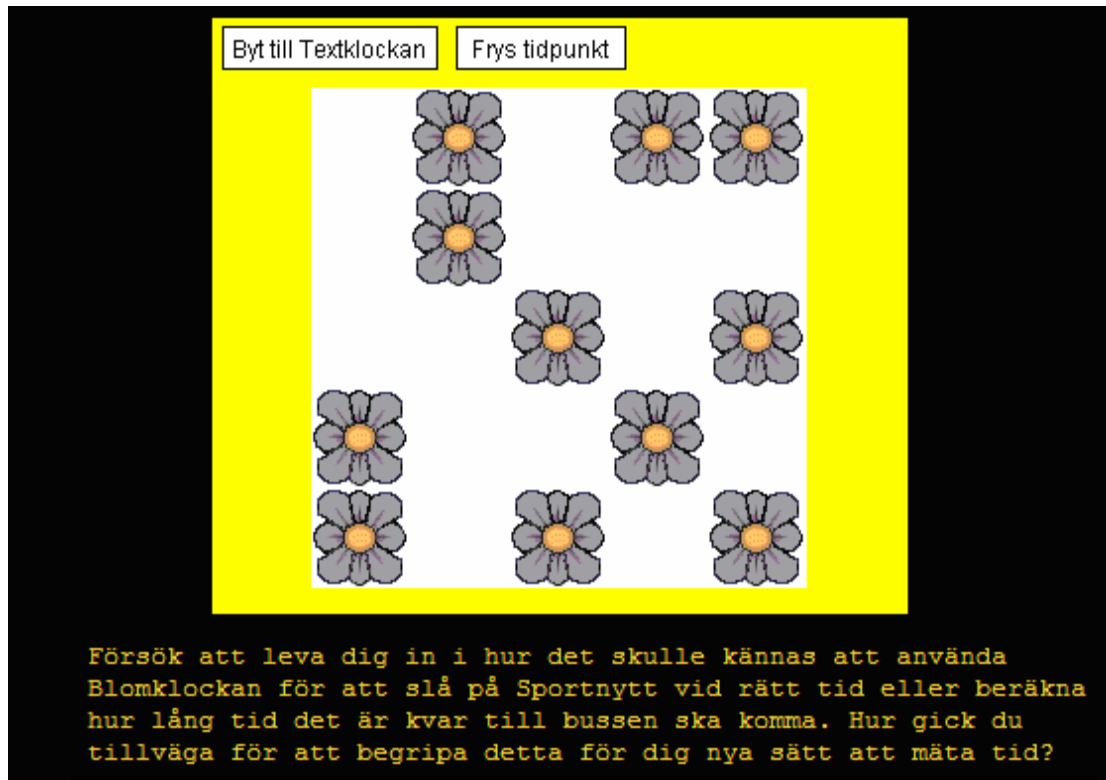 Byt till Textklockan
Frys tidpunkt
Försök att leva dig in i hur det skulle kännas att använda
Blomklockan för att slå på Sportnytt vid rätt tid eller beräkna
hur lång tid det är kvar till bussen ska komma. Hur gick du
tillväga för att begripa detta för dig nya sätt att mäta tid?